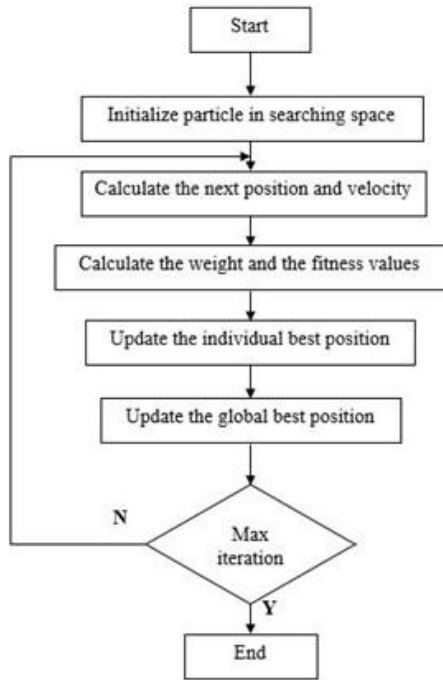 Start
Initialize particle in searching space
Calculate the next position and velocity
Calculate the weight and the fitness values
Update the individual best position
Update the global best position
N
Max
iteration
Y
End